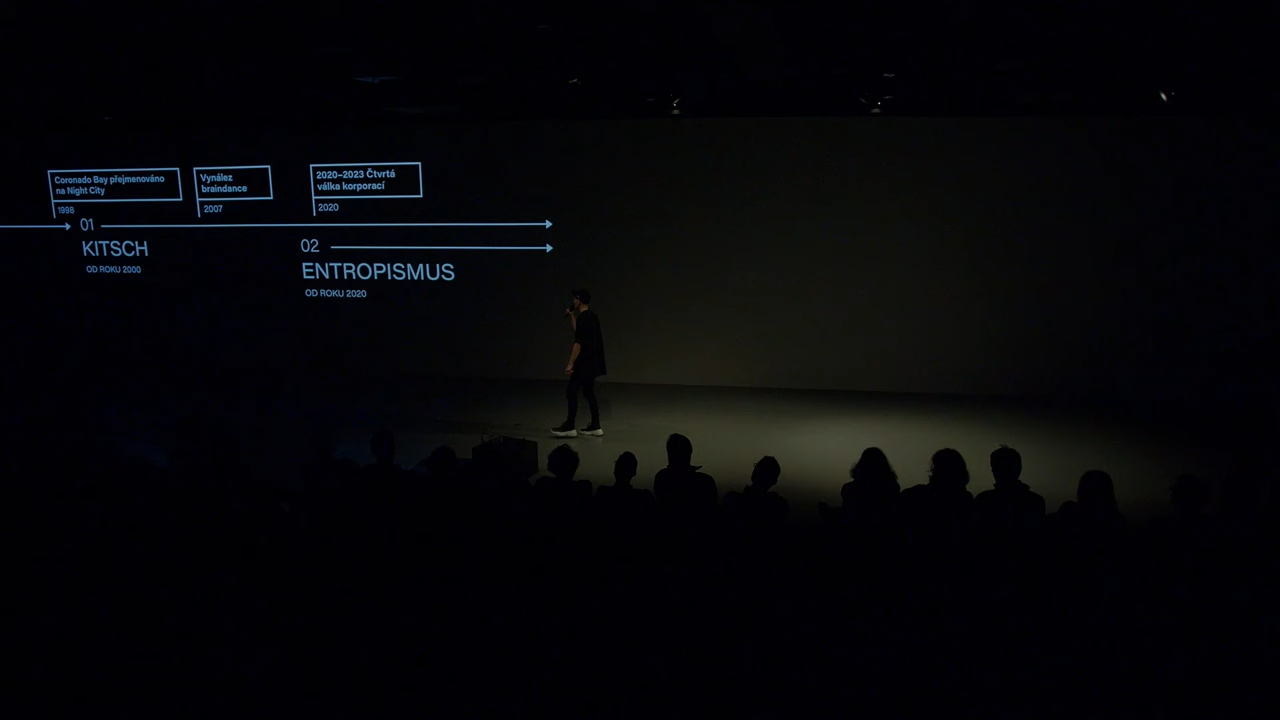 Coronado Bay přejmenováno
na Night City
1998
Vynález
braindance
2007
2020–2023 Čtvrtá
válka korporací
2020
01
KITSCH
OD ROKU 2000
02
ENTROPISMUS
OD ROKU 2020